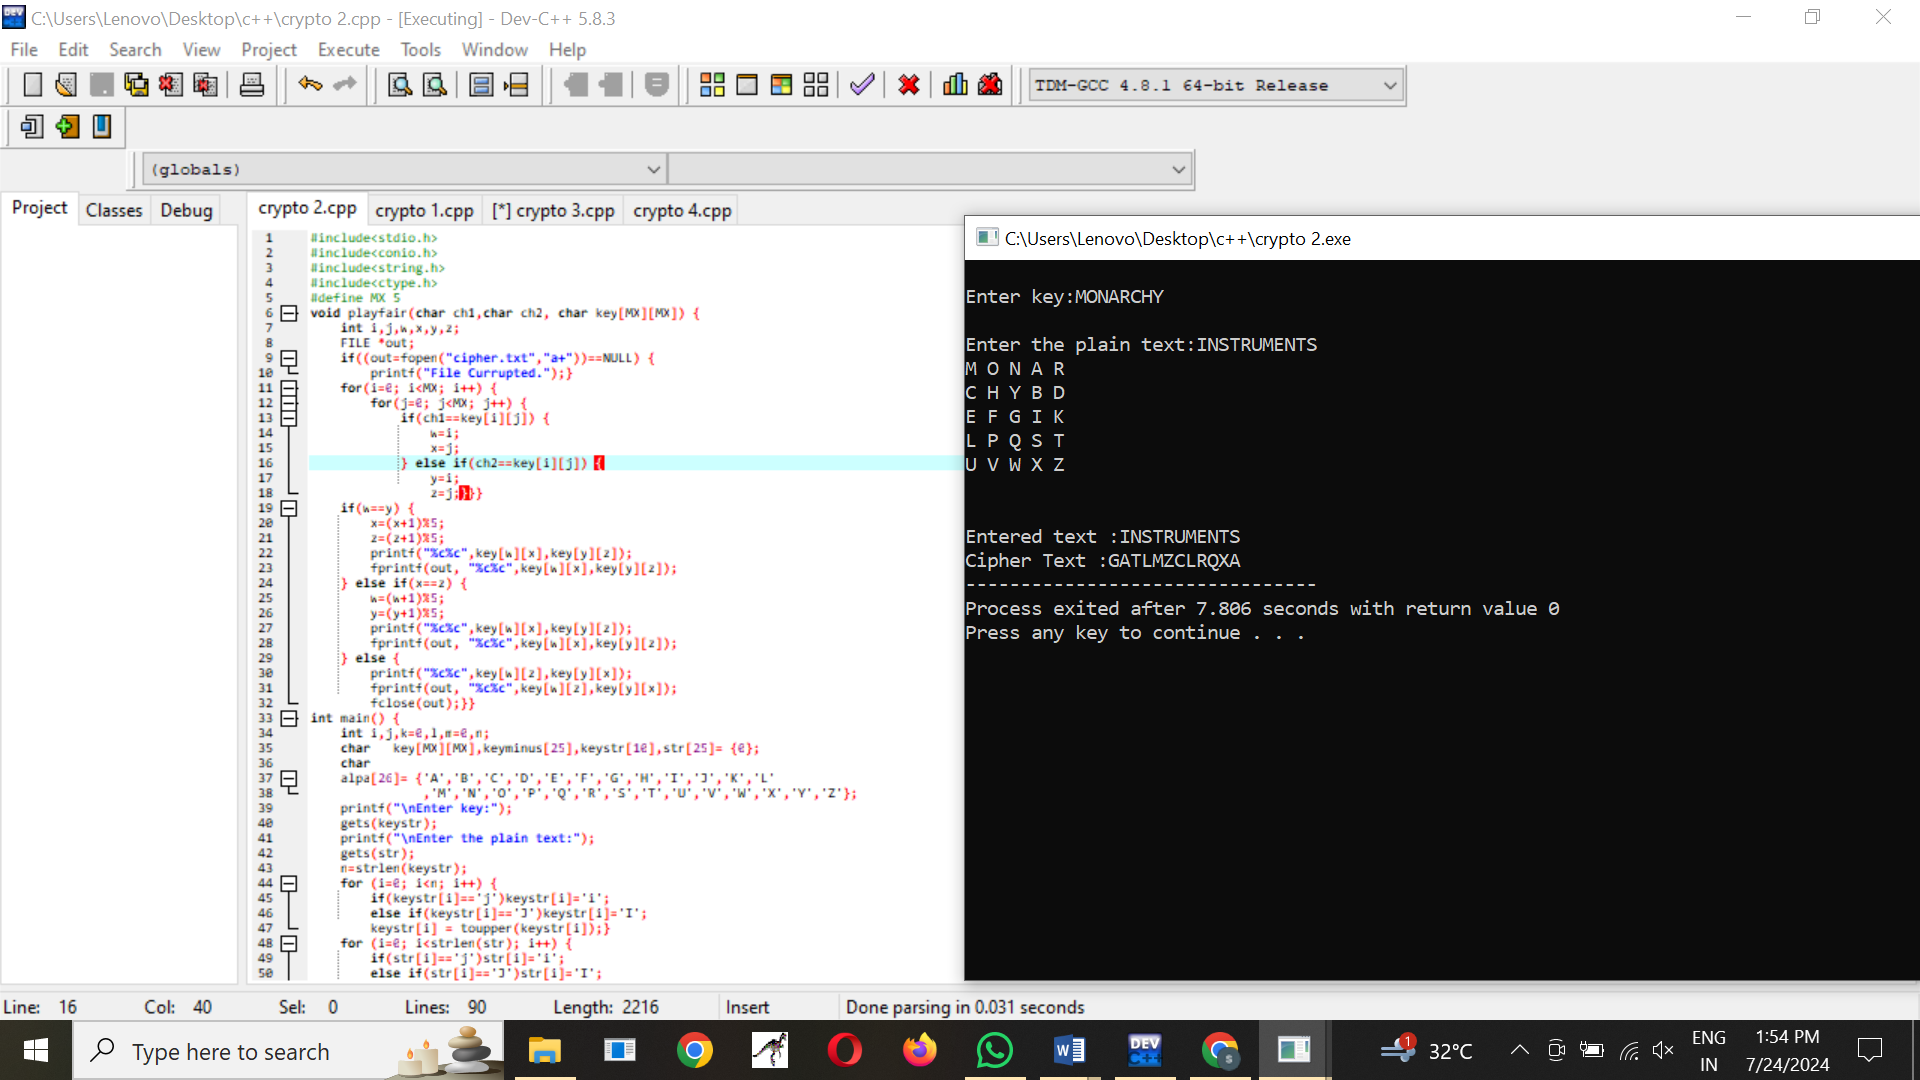 C:\Users\Lenovo\Desktop\c++\crypto 2.cpp - [Executing] - Dev-C++ 5.8.3
File Edit Search View Project Execute Tools Window Help
TDM-GCC 4.8.1 64-bit Release
(globals)
Project Classes Debug
crypto 2.cpp crypto 1.cpp [*] crypto 3.cpp crypto 4.cpp
1 #include<stdio.h>
2 #include<conio.h>
3 #include<string.h>
4 #include<ctype.h>
5 #define MX 5
6 void playfair(char ch1,char ch2, char key[MX][MX]) {
7 int i,j,w,x,y,z;
8 FILE *out;
9 if((out=fopen("cipher.txt","a+"))==NULL) {
10 printf("File Currupted.");}
11 for(i=0; i<MX; i++) {
12 for(j=0; j<MX; j++) {
13 if(ch1==key[i][j]) {
14 w=i;
15 x=j;
16 } else if(ch2==key[i][j]) {
17 y=i;
18 z=j;}}}
19 if(w==y) {
20 x=(x+1)%5;
21 z=(z+1)%5;
22 printf("%c%c",key[w][x],key[y][z]);
23 fprintf(out, "%c%c",key[w][x],key[y][z]);
24 } else if(x==z) {
25 w=(w+1)%5;
26 y=(y+1)%5;
27 printf("%c%c",key[w][x],key[y][z]);
28 fprintf(out, "%c%c",key[w][x],key[y][z]);
29 } else {
30 printf("%c%c",key[w][z],key[y][x]);
31 fprintf(out, "%c%c",key[w][z],key[y][x]);
32 fclose(out);}}
33 int main() {
34 int i,j,k=0,l,m=0,n;
35 char key[MX][MX],keyminus[25],keystr[10],str[25]= {0};
36 char
37 alpa[26]= {'A','B','C','D','E','F','G','H','I','J','K','L'
38 ,'M','N','O','P','Q','R','S','T','U','V','W','X','Y','Z'};
39 printf("\nEnter key:");
40 gets(keystr);
41 printf("\nEnter the plain text:");
42 gets(str);
43 n=strlen(keystr);
44 for (i=0; i<n; i++) {
45 if(keystr[i]=='j')keystr[i]='i';
46 else if(keystr[i]=='J')keystr[i]='I';
47 keystr[i] = toupper(keystr[i]);}
48 for (i=0; i<strlen(str); i++) {
49 if(str[i]=='j')str[i]='i';
50 else if(str[i]=='J')str[i]='I';
C:\Users\Lenovo\Desktop\c++\crypto 2.exe
Enter key:MONARCHY
Enter the plain text:INSTRUMENTS
M O N A R
C H Y B D
E F G I K
L P Q S T
U V W X Z
Entered text :INSTRUMENTS
Cipher Text :GATLMZCLRQXA
--------------------------------
Process exited after 7.806 seconds with return value 0
Press any key to continue . . .
Line: 16 Col: 40 Sel: 0 Lines: 90 Length: 2216 Insert Done parsing in 0.031 seconds
Type here to search
DEV C++
W
S
1
32°C
ENG
IN
1:54 PM
7/24/2024